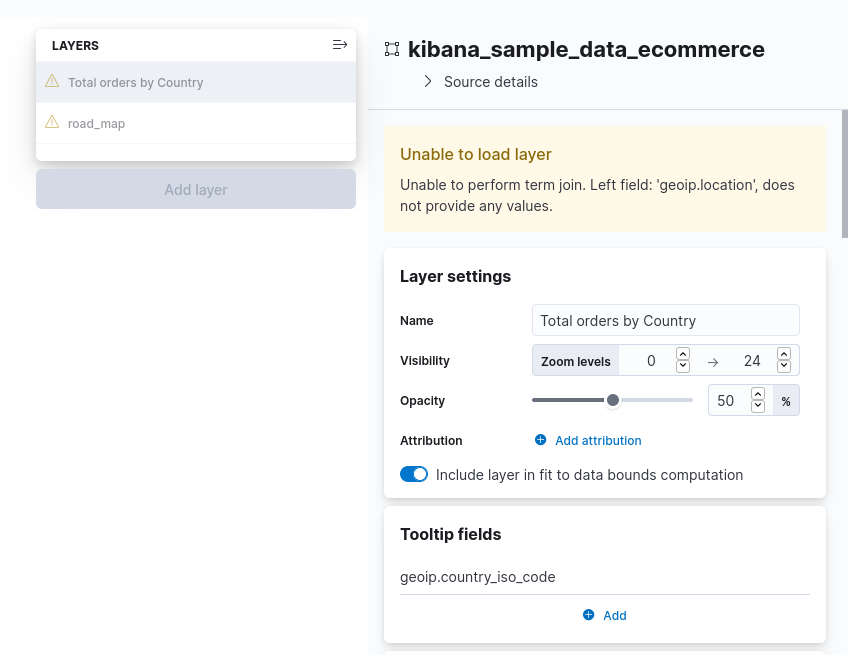 LAYERS
Total orders by Country
road_map
Add layer
kibana_sample_data_ecommerce
Source details
Unable to load layer
Unable to perform term join. Left field: 'geoip.location', does
not provide any values.
Layer settings
Name Total orders by Country
Visibility Zoom levels 0 → 24
Opacity 50 %
Attribution Add attribution
Include layer in fit to data bounds computation
Tooltip fields
geoip.country_iso_code
Add